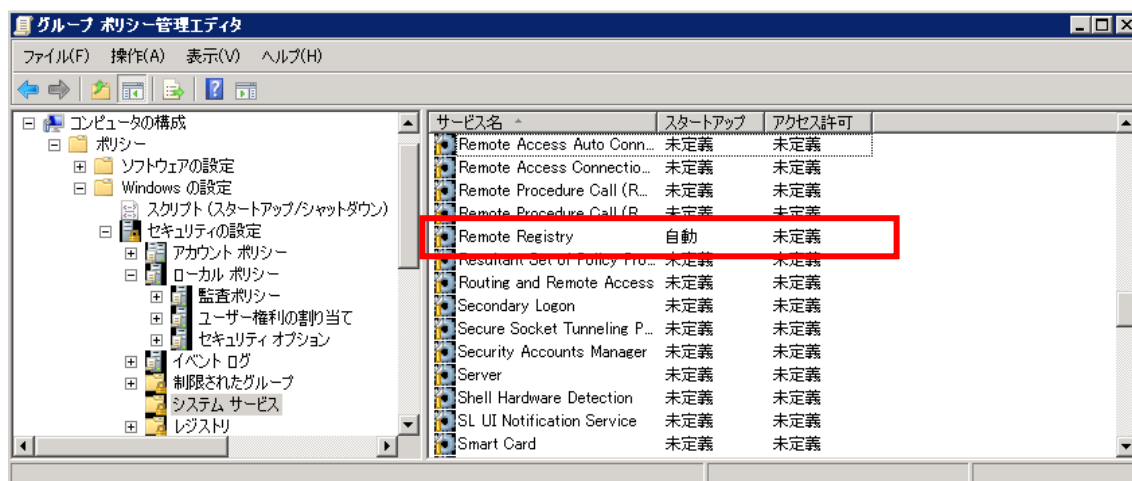 グループ ポリシー管理エディタ
ファイル(F) 操作(A) 表示(V) ヘルプ(H)
コンピュータの構成
ポリシー
ソフトウェアの設定
Windows の設定
スクリプト (スタートアップ/シャットダウン)
セキュリティの設定
アカウント ポリシー
ローカル ポリシー
監査ポリシー
ユーザー権利の割り当て
セキュリティ オプション
イベント ログ
制限されたグループ
システム サービス
レジストリ
サービス名 スタートアップ アクセス許可
Remote Access Auto Conn... 未定義 未定義
Remote Access Connectio... 未定義 未定義
Remote Procedure Call (R... 未定義 未定義
Remote Procedure Call (R... 未定義 未定義
Remote Registry 自動 未定義
Resultant Set of Policy Pro... 未定義 未定義
Routing and Remote Access 未定義 未定義
Secondary Logon 未定義 未定義
Secure Socket Tunneling P... 未定義 未定義
Security Accounts Manager 未定義 未定義
Server 未定義 未定義
Shell Hardware Detection 未定義 未定義
SL UI Notification Service 未定義 未定義
Smart Card 未定義 未定義